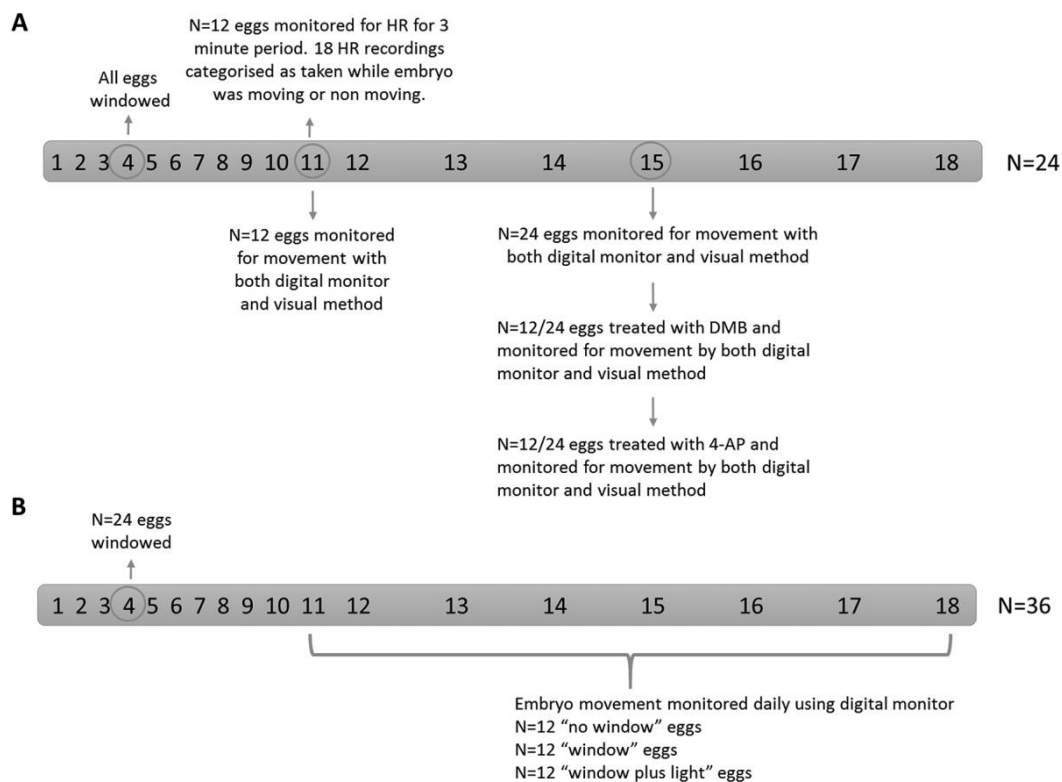 A
N=12 eggs monitored for HR for 3
minute period. 18 HR recordings
categorised as taken while embryo
was moving or non moving.
All eggs
windowed
1 2 3 4 5 6 7 8 9 10 11 12 13 14 15 16 17 18 N=24
N=12 eggs monitored
for movement with
both digital monitor
and visual method
N=24 eggs monitored for movement with
both digital monitor and visual method
N=12/24 eggs treated with DMB and
monitored for movement by both digital
monitor and visual method
N=12/24 eggs treated with 4-AP and
monitored for movement by both digital
monitor and visual method
B
N=24 eggs
windowed
1 2 3 4 5 6 7 8 9 10 11 12 13 14 15 16 17 18 N=36
Embryo movement monitored daily using digital monitor
N=12 “no window” eggs
N=12 “window” eggs
N=12 “window plus light” eggs